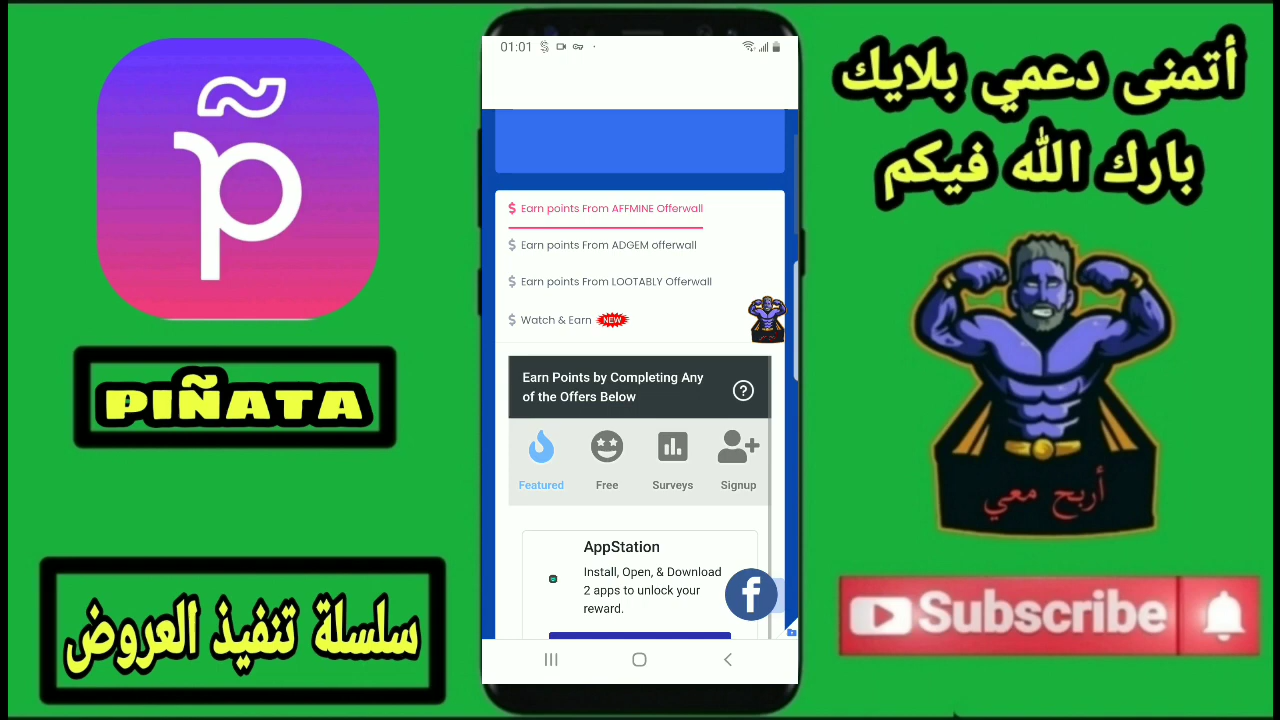 p̃
PIÑATA
سلسلة تنفيذ العروض
01:01
$ Earn points From AFFMINE Offerwall
$ Earn points From ADGEM offerwall
$ Earn points From LOOTABLY Offerwall
$ Watch & Earn NEW
Earn Points by Completing Any
of the Offers Below
?
Featured Free Surveys Signup
AppStation
Install, Open, & Download
2 apps to unlock your
reward.
f
أتمنى دعمي بلايك
بارك الله فيكم
أربح معي
Subscribe